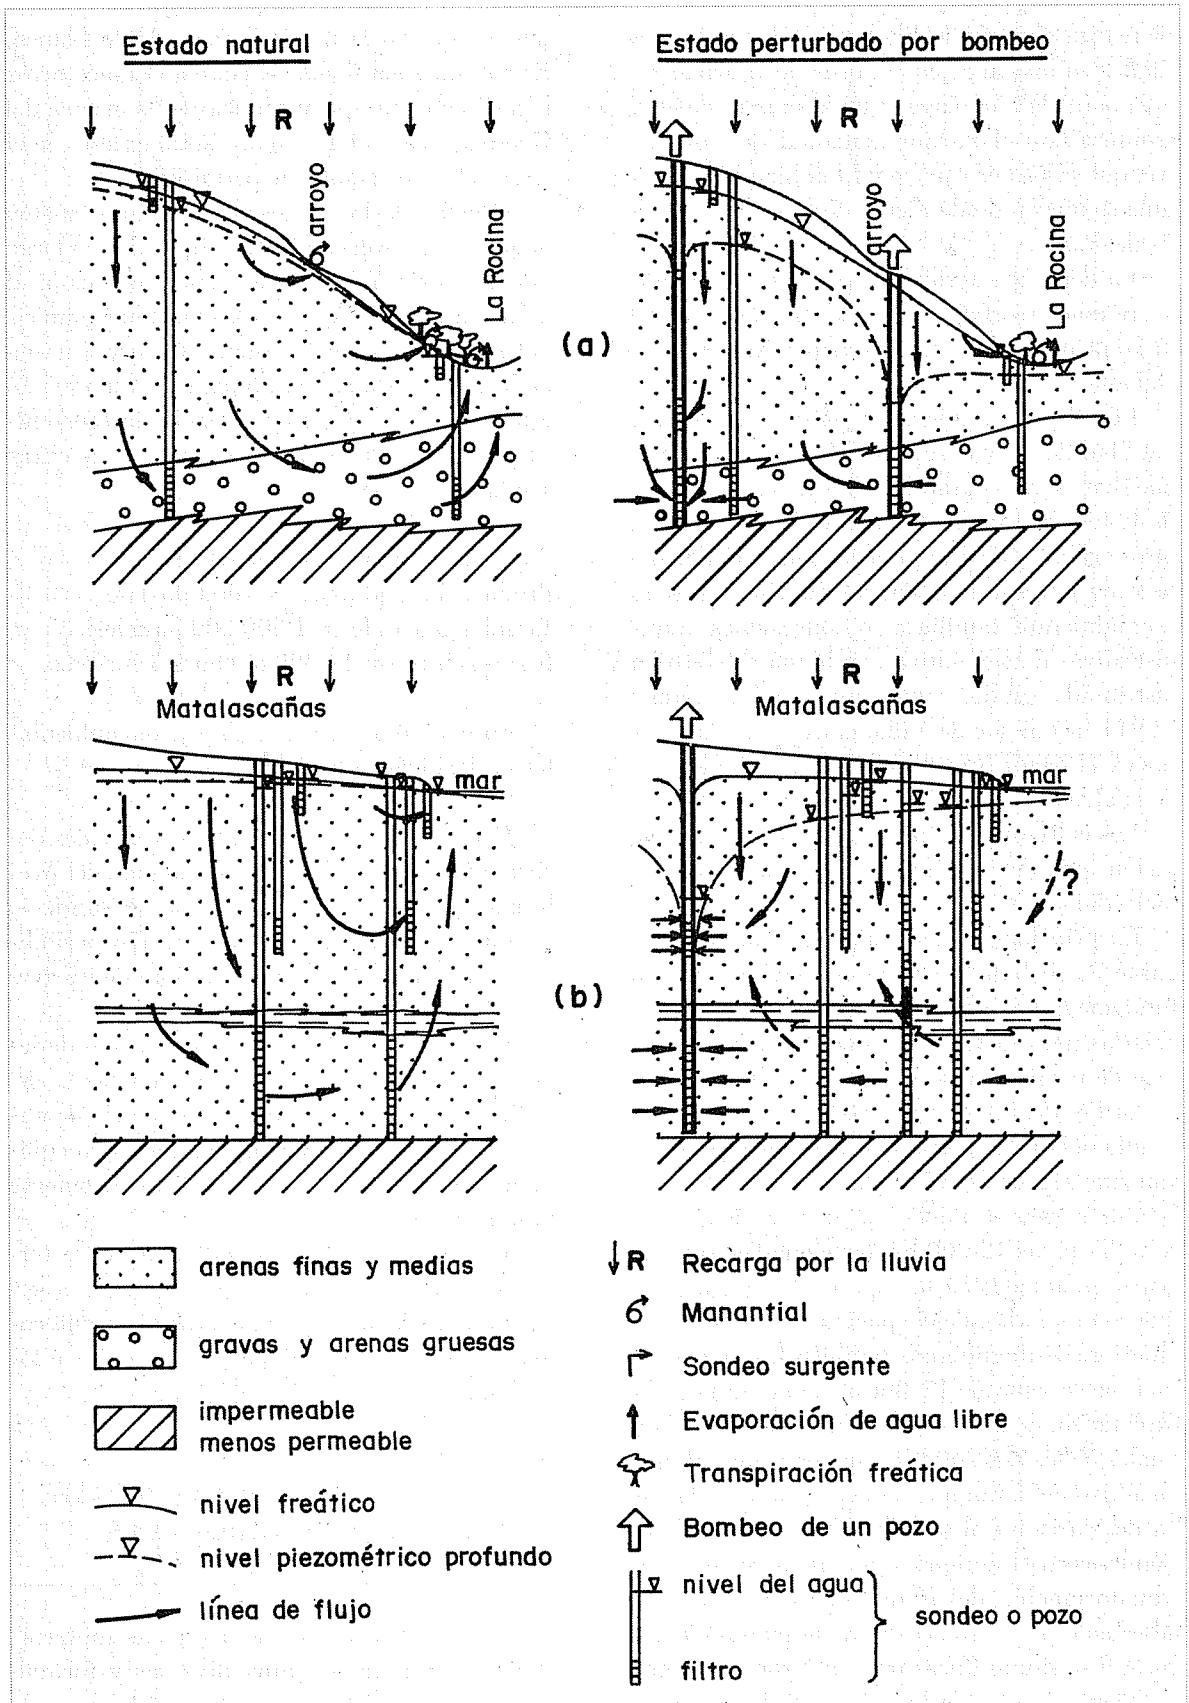 Estado natural
Estado perturbado por bombeo
R
R
arroyo
La Rocina
arroyo
La Rocina
(a)
R
Matalascañas
R
Matalascañas
mar
mar
?
(b)
arenas finas y medias
gravas y arenas gruesas
impermeable
menos permeable
nivel freático
nivel piezométrico profundo
línea de flujo
R Recarga por la lluvia
Manantial
Sondeo surgente
Evaporación de agua libre
Transpiración freática
Bombeo de un pozo
nivel del agua
sondeo o pozo
filtro